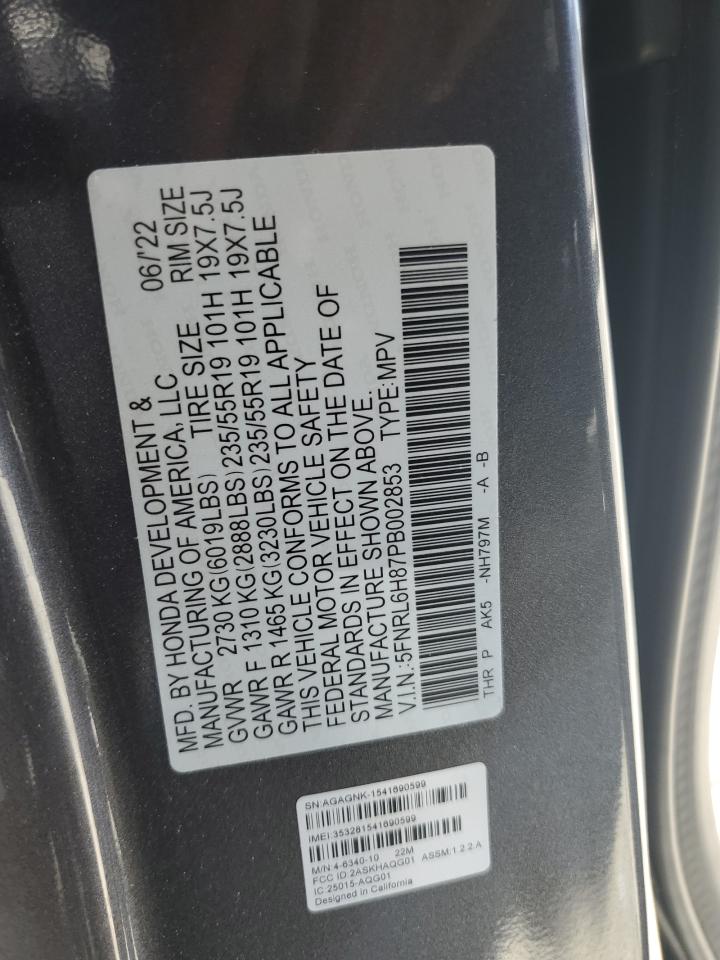 MFD. BY HONDA DEVELOPMENT &
MANUFACTURING OF AMERICA, LLC 06/'22
GVWR 2730 KG(6019LBS) TIRE SIZE RIM SIZE
GAWR F 1310 KG(2888LBS)235/55R19 101H 19X7.5J
GAWR R 1465 KG(3230LBS)235/55R19 101H 19X7.5J
THIS VEHICLE CONFORMS TO ALL APPLICABLE
FEDERAL MOTOR VEHICLE SAFETY
STANDARDS IN EFFECT ON THE DATE OF
MANUFACTURE SHOWN ABOVE.
V.I.N.:5FNRL6H87PB002853 TYPE:MPV
THR P AK5 -NH797M -A -B
SN:AGAGNK-1541690599
IMEI:353281541690599
M/N:4-6340-10 22M
FCC ID:2ASKHAQG01 ASSM:1.2.2.A
IC:25015-AQG01
Designed in California